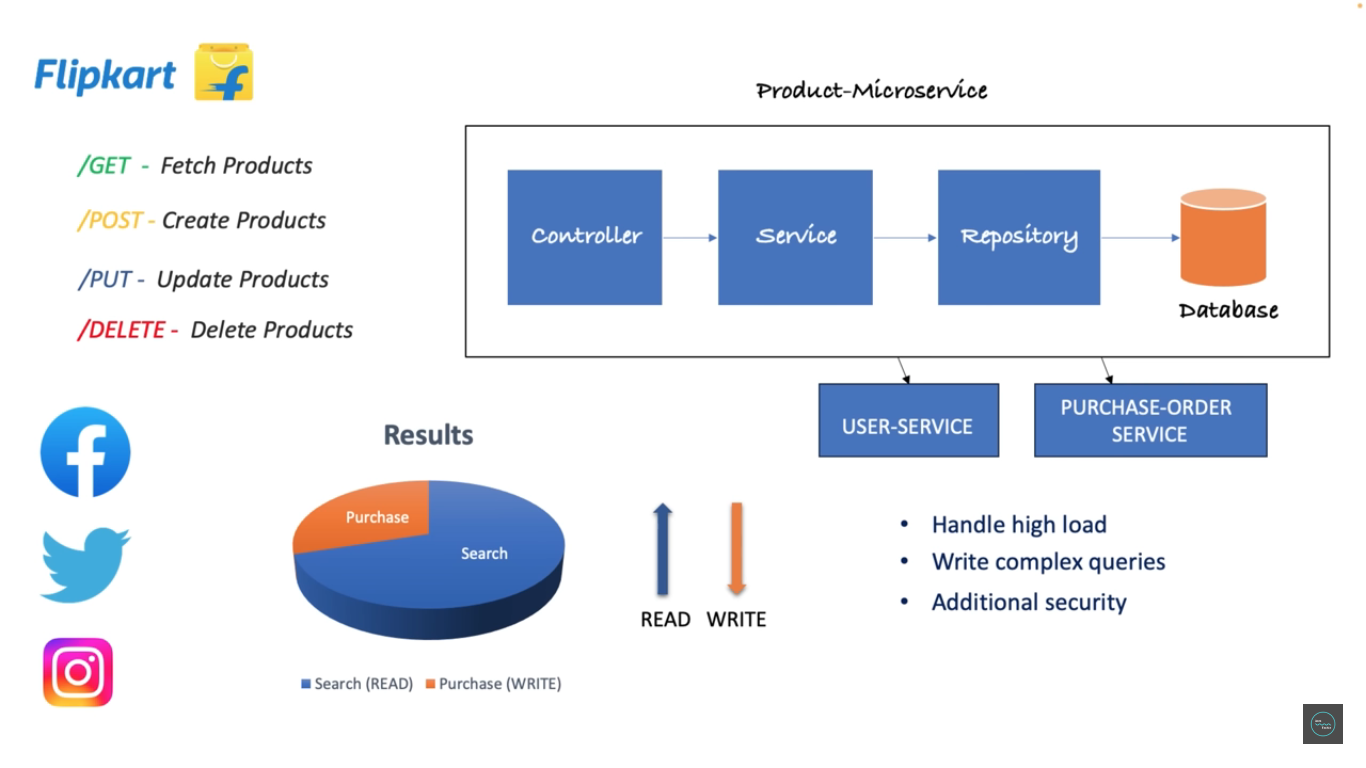 Flipkart
Product-Microservice
/GET - Fetch Products
/POST - Create Products
/PUT - Update Products
/DELETE - Delete Products
Controller
Service
Repository
Database
USER-SERVICE
PURCHASE-ORDER
SERVICE
Results
Purchase
Search
Search (READ)
Purchase (WRITE)
READ
WRITE
• Handle high load
• Write complex queries
• Additional security